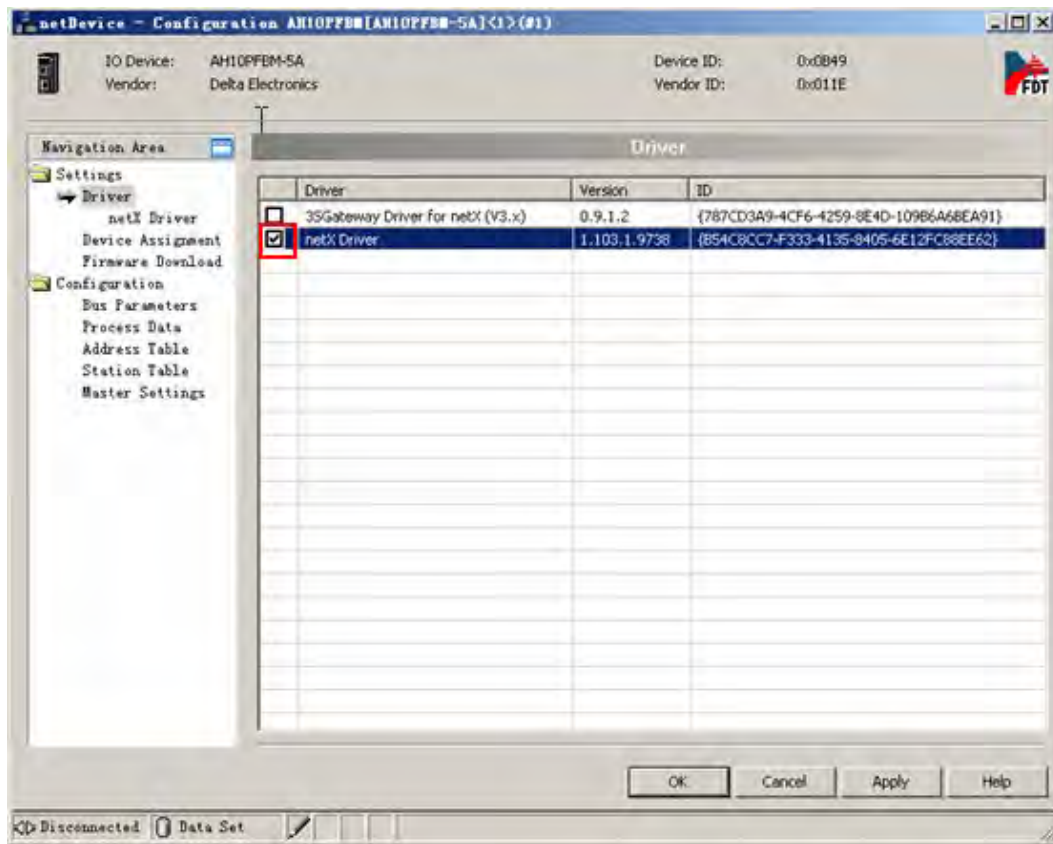 netDevice - Configuration AH10PFBM[AH10PFBM-5A]<1>(#1)
IO Device: AH10PFBM-5A Device ID: 0x0B49
Vendor: Delta Electronics Vendor ID: 0x011E
FDT
Navigation Area
Driver
Settings
Driver
netX Driver
Device Assignment
Firmware Download
Configuration
Bus Parameters
Process Data
Address Table
Station Table
Master Settings
Driver Version ID
3SGateway Driver for netX (V3.x) 0.9.1.2 {787CD3A9-4CF6-4259-8E4D-109B6A6BEA91}
netX Driver 1.103.1.9738 {B54C8CC7-F333-4135-8405-6E12FC88EE62}
OK Cancel Apply Help
Disconnected Data Set